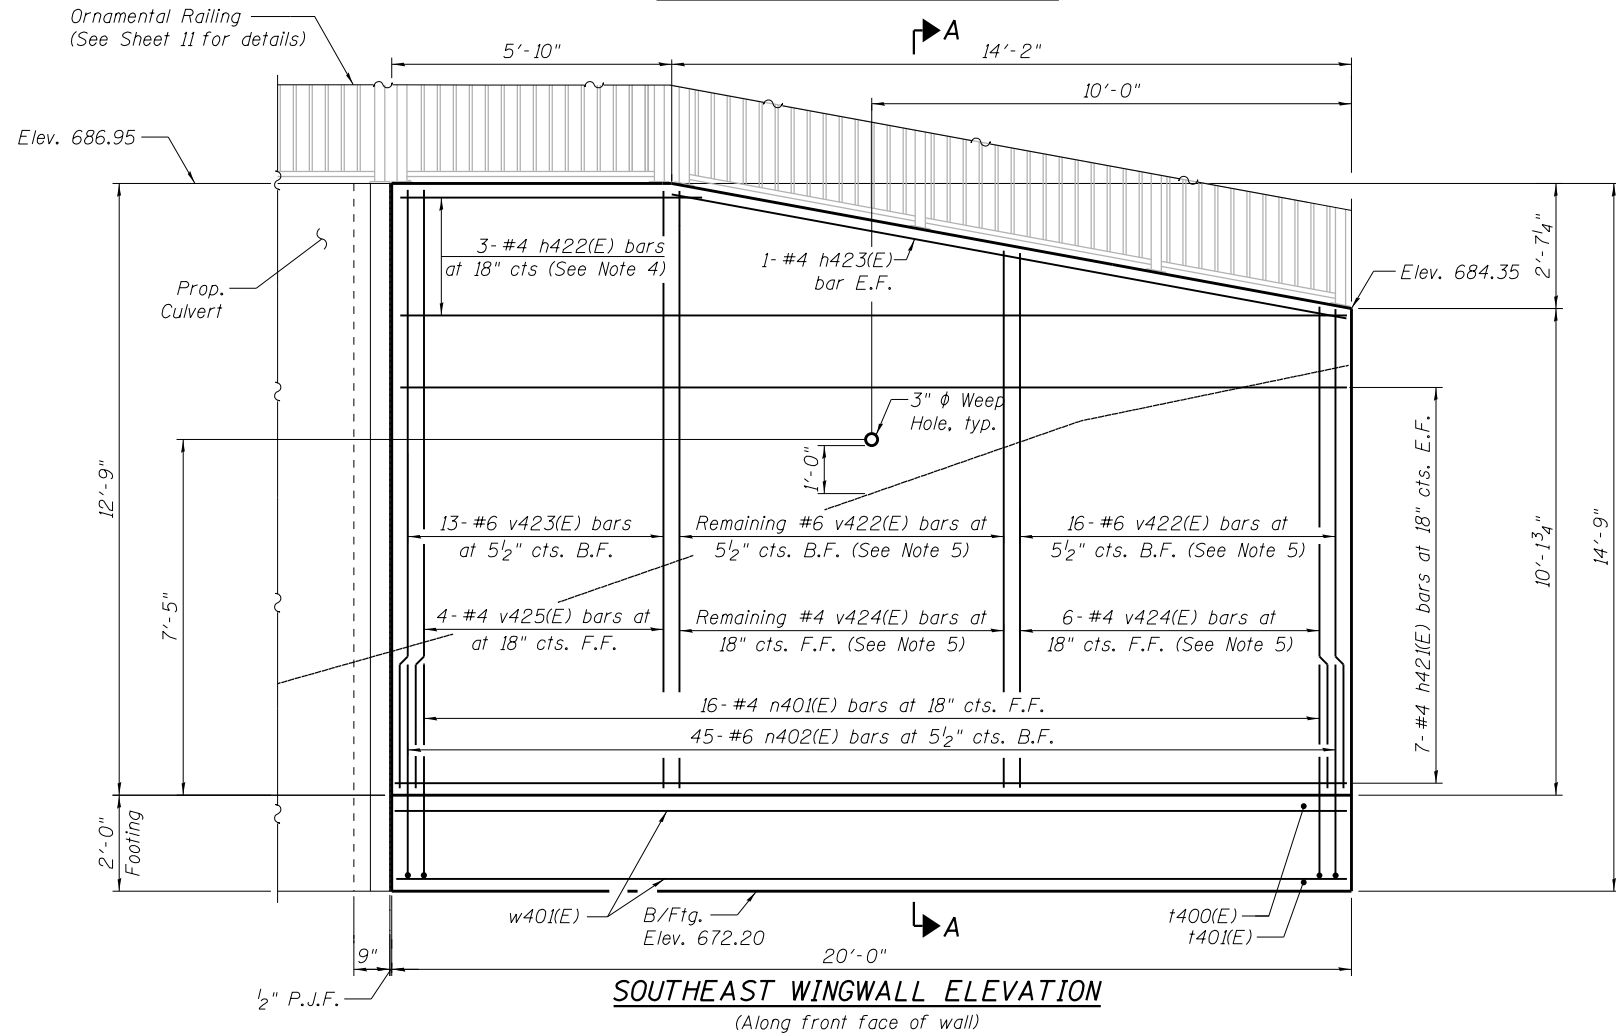 Ornamental Railing
(See Sheet 11 for details)
A
5'-10"
14'-2"
10'-0"
Elev. 686.95
3- #4 h422(E) bars
at 18" cts (See Note 4)
1- #4 h423(E)
bar E.F.
Elev. 684.35
2'-7 1/4"
Prop.
Culvert
3" ϕ Weep
Hole, typ.
1'-0"
12'-9"
7'-5"
13- #6 v423(E) bars
at 5 1/2" cts. B.F.
Remaining #6 v422(E) bars at
5 1/2" cts. B.F. (See Note 5)
16- #6 v422(E) bars at
5 1/2" cts. B.F. (See Note 5)
7- #4 h421(E) bars at 18" cts. E.F.
10'-1 3/4"
14'-9"
4- #4 v425(E) bars at
at 18" cts. F.F.
Remaining #4 v424(E) bars at
18" cts. F.F. (See Note 5)
6- #4 v424(E) bars at
18" cts. F.F. (See Note 5)
16- #4 n401(E) bars at 18" cts. F.F.
45- #6 n402(E) bars at 5 1/2" cts. B.F.
2'-0"
Footing
w401(E)
B/Ftg.
Elev. 672.20
A
t400(E)
t401(E)
9"
20'-0"
1/2" P.J.F.
SOUTHEAST WINGWALL ELEVATION
(Along front face of wall)